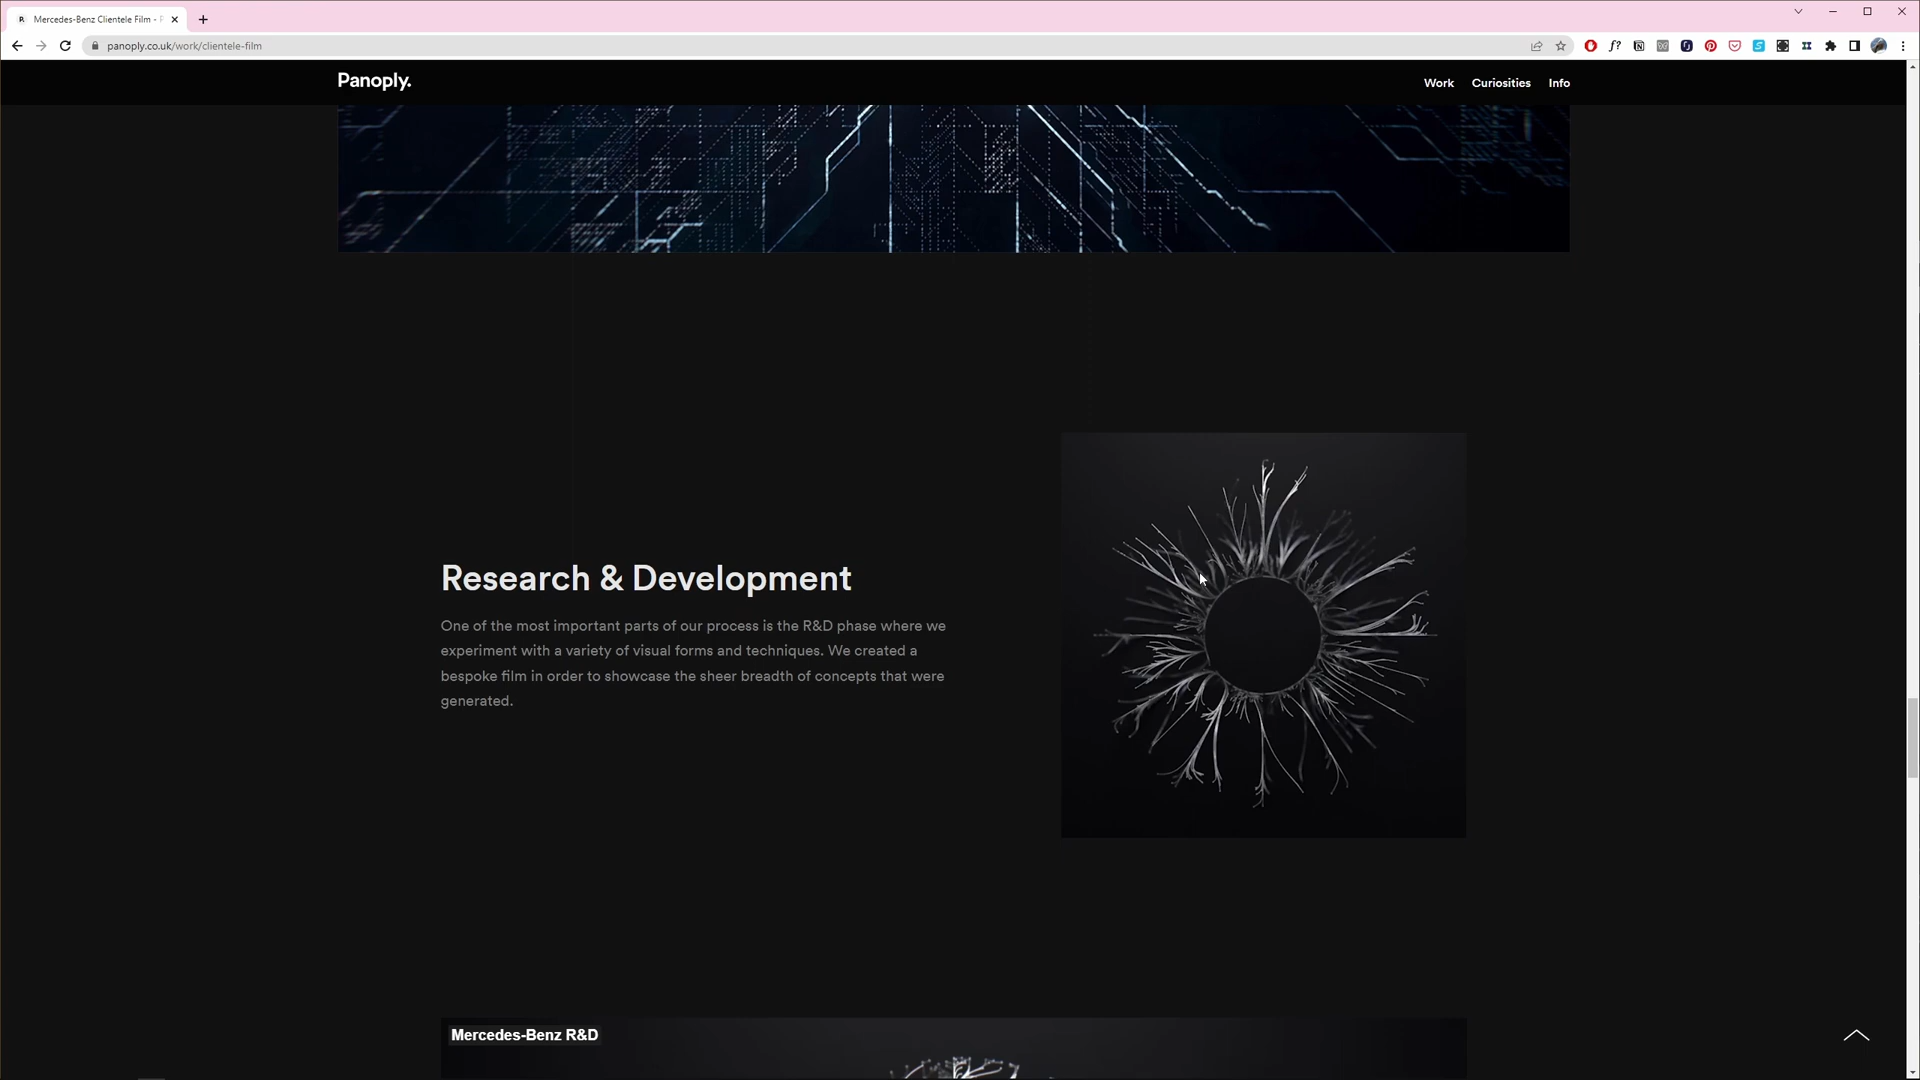 Mercedes-Benz Clientele Film - P
panoply.co.uk/work/clientele-film
Panoply.
Work
Curiosities
Info
Research & Development
One of the most important parts of our process is the R&D phase where we
experiment with a variety of visual forms and techniques. We created a
bespoke film in order to showcase the sheer breadth of concepts that were
generated.
Mercedes-Benz R&D